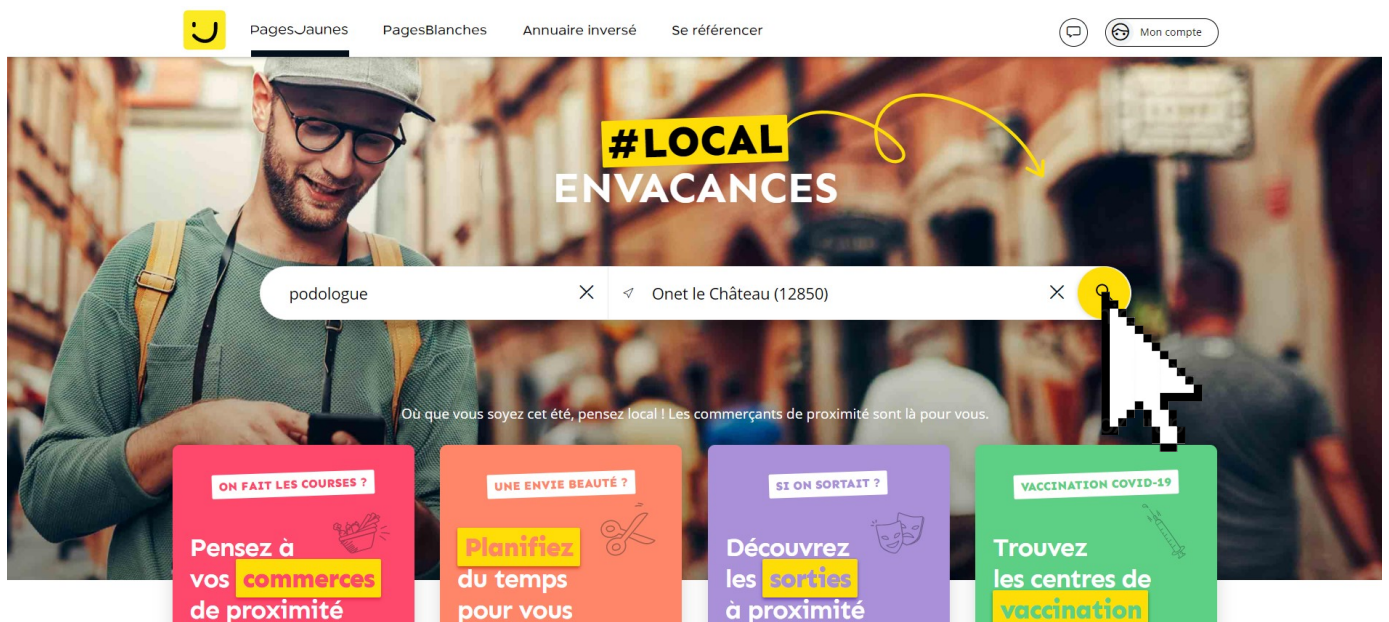 PagesJaunes PagesBlanches Annuaire inversé Se référencer Mon compte
#LOCAL
ENVACANCES
podologue Onet le Château (12850)
Où que vous soyez cet été, pensez local ! Les commerçants de proximité sont là pour vous.
ON FAIT LES COURSES ?
Pensez à
vos commerces
de proximité
UNE ENVIE BEAUTÉ ?
Planifiez
du temps
pour vous
SI ON SORTAIT ?
Découvrez
les sorties
à proximité
VACCINATION COVID-19
Trouvez
les centres de
vaccination